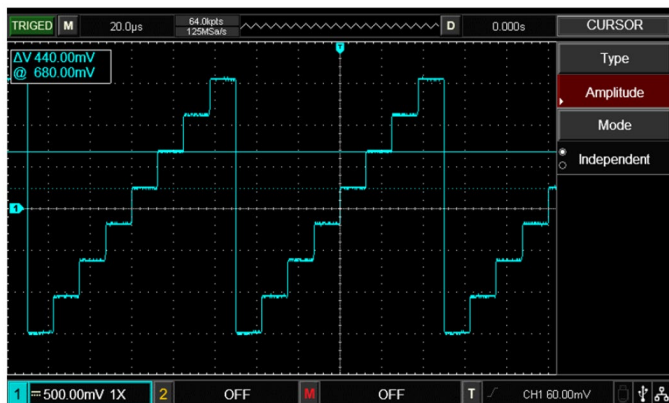 TRIGED M 20.0µs 64.0kpts 125MSa/s D 0.000s CURSOR
ΔV 440.00mV
@ 680.00mV
T
Type
Amplitude
Mode
Independent
1
1 500.00mV 1X 2 OFF M OFF T CH1 60.00mV